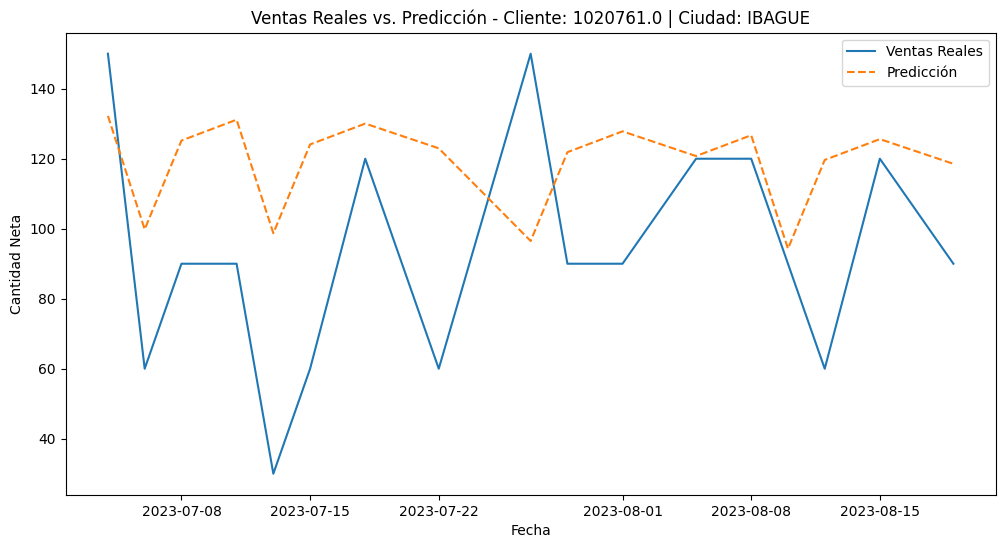 Ventas Reales vs. Predicción - Cliente: 1020761.0 | Ciudad: IBAGUE
Ventas Reales
Predicción
Cantidad Neta
140
120
100
80
60
40
2023-07-08 2023-07-15 2023-07-22 2023-08-01 2023-08-08 2023-08-15
Fecha